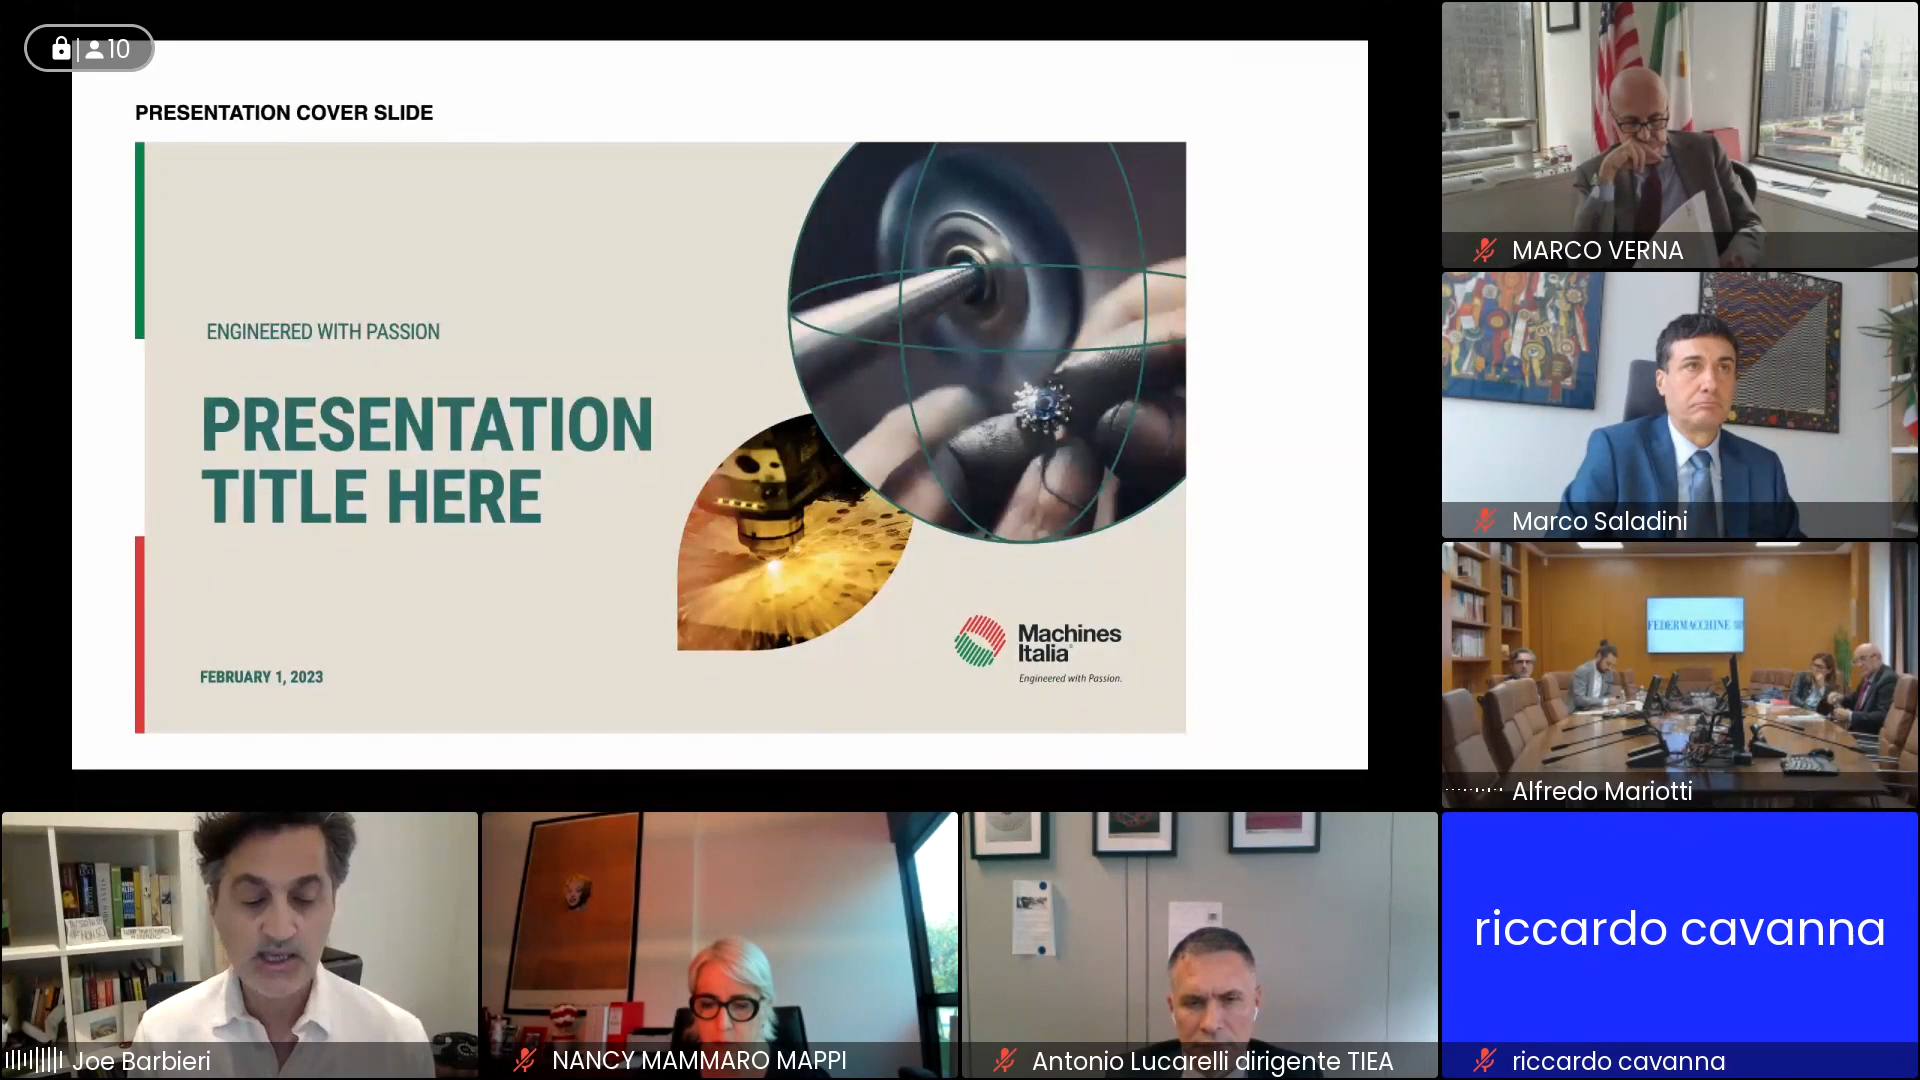 10
PRESENTATION COVER SLIDE
ENGINEERED WITH PASSION
PRESENTATION
TITLE HERE
FEBRUARY 1, 2023
Machines
Italia
Engineered with Passion.
MARCO VERNA
Marco Saladini
FEDERMACCHINE
Alfredo Mariotti
Joe Barbieri
NANCY MAMMARO MAPPI
Antonio Lucarelli dirigente TIEA
riccardo cavanna
riccardo cavanna